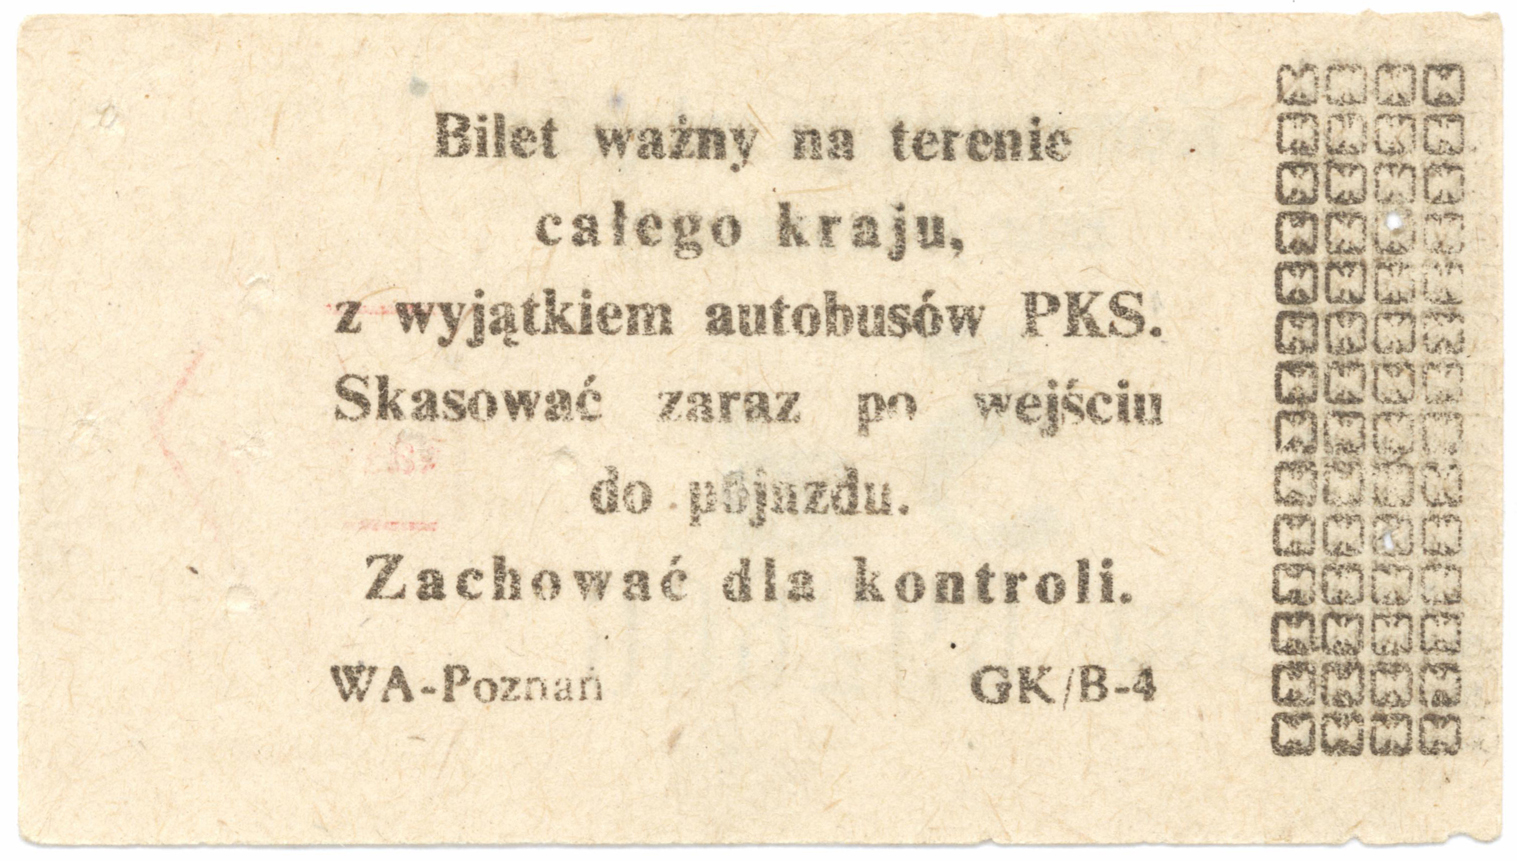 Bilet ważny na terenie
całego kraju,
z wyjątkiem autobusów PKS.
Skasować zaraz po wejściu
do pojazdu.
Zachować dla kontroli.
WA-Poznań GK/B-4